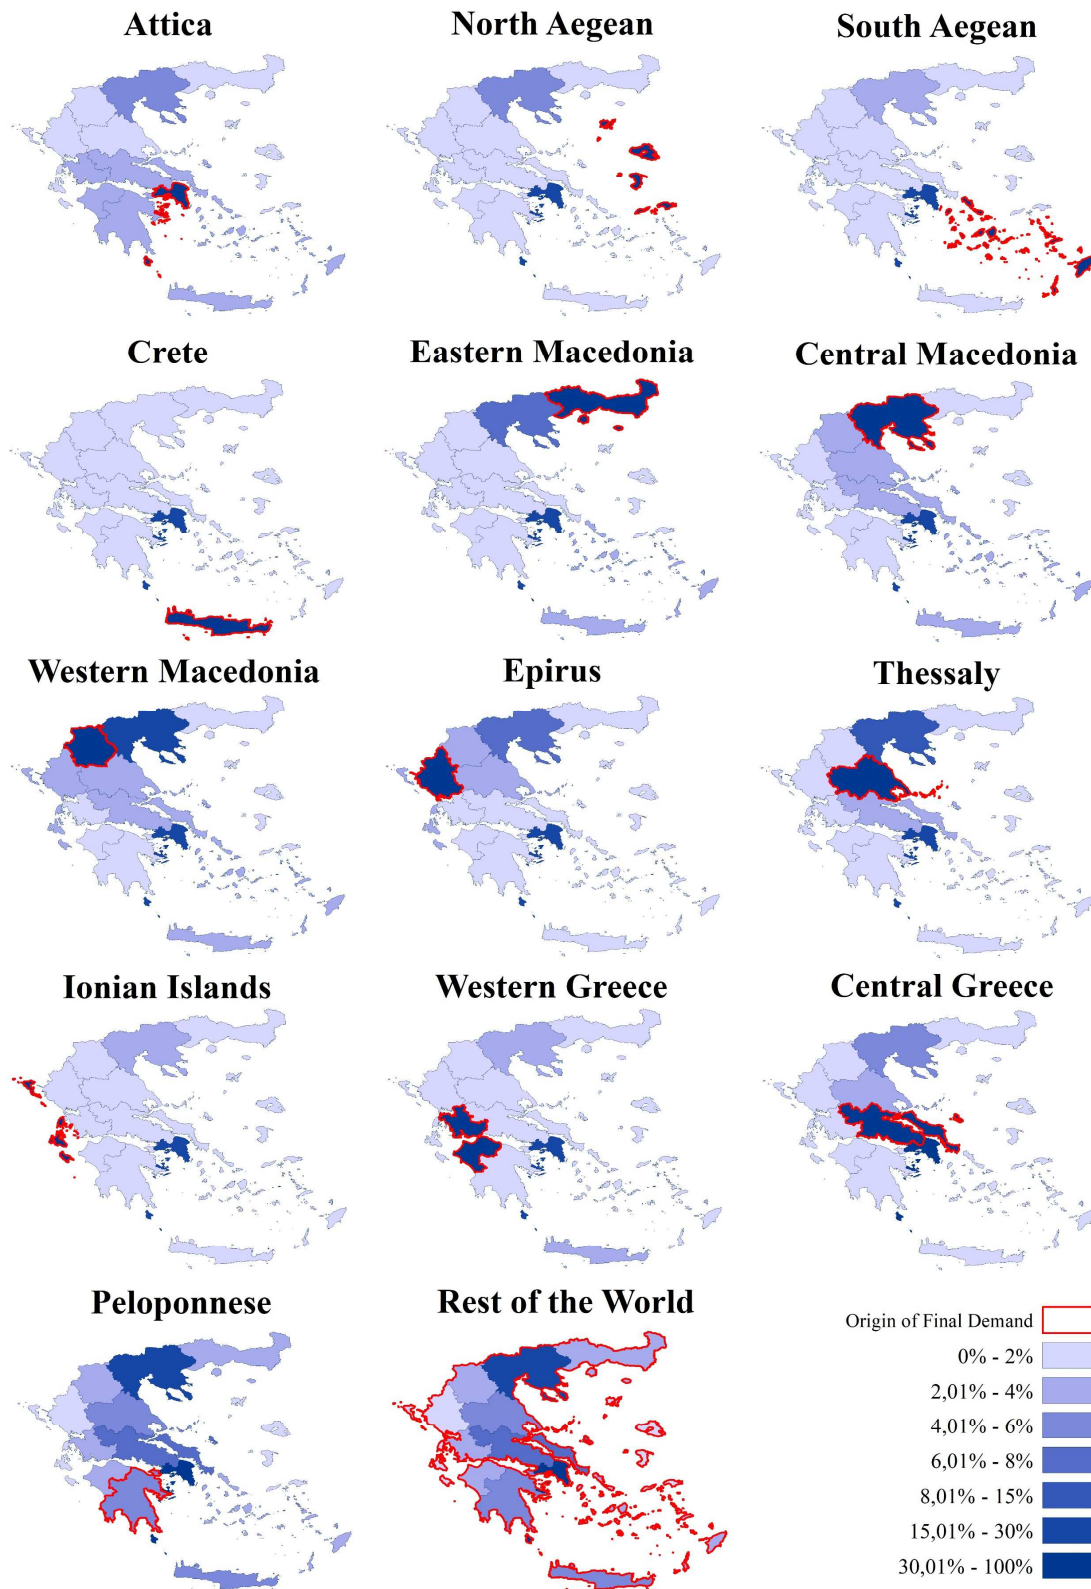 Attica
North Aegean
South Aegean
Crete
Eastern Macedonia
Central Macedonia
Western Macedonia
Epirus
Thessaly
Ionian Islands
Western Greece
Central Greece
Peloponnese
Rest of the World
Origin of Final Demand
0% - 2%
2,01% - 4%
4,01% - 6%
6,01% - 8%
8,01% - 15%
15,01% - 30%
30,01% - 100%